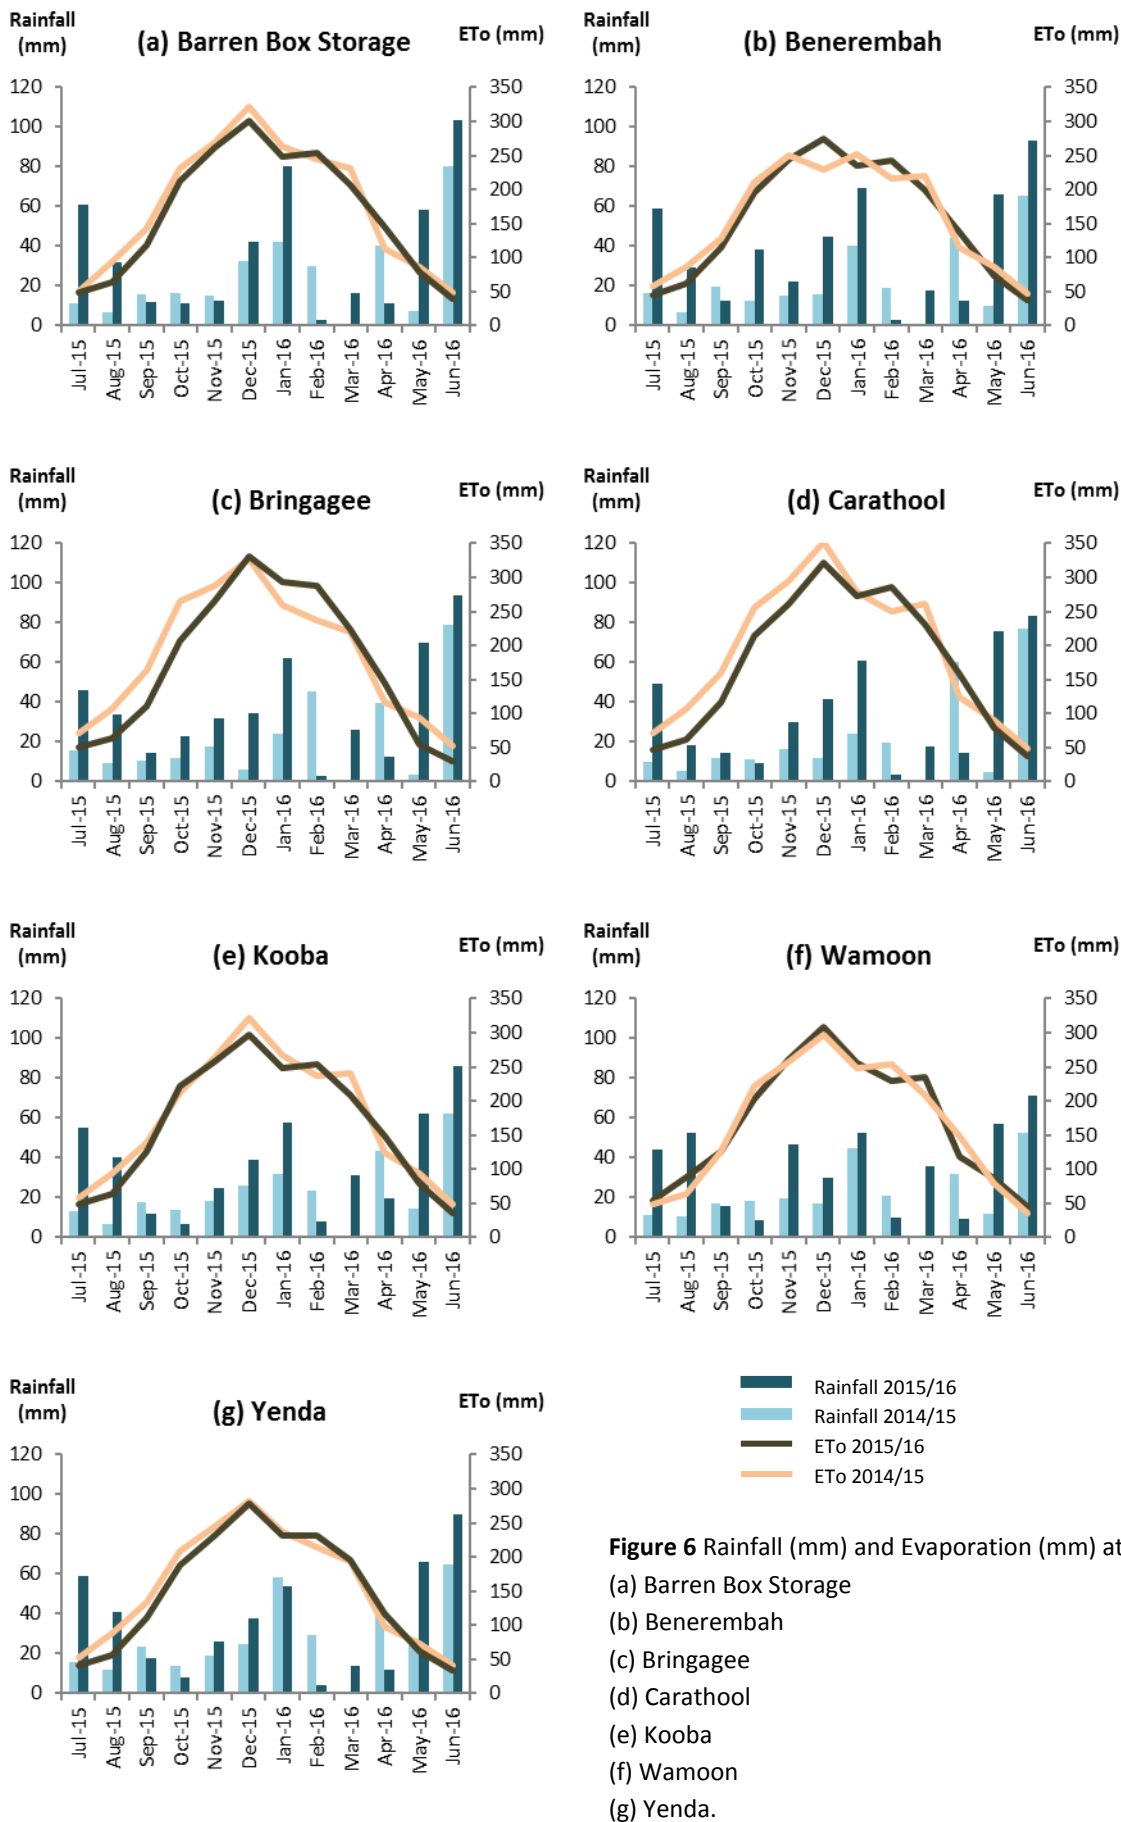 Rainfall
(mm)
(a) Barren Box Storage
ETo (mm)
120
100
80
60
40
20
0
350
300
250
200
150
100
50
0
Jul-15
Aug-15
Sep-15
Oct-15
Nov-15
Dec-15
Jan-16
Feb-16
Mar-16
Apr-16
May-16
Jun-16
Rainfall
(mm)
(b) Benerembah
ETo (mm)
120
100
80
60
40
20
0
350
300
250
200
150
100
50
0
Jul-15
Aug-15
Sep-15
Oct-15
Nov-15
Dec-15
Jan-16
Feb-16
Mar-16
Apr-16
May-16
Jun-16
Rainfall
(mm)
(c) Bringagee
ETo (mm)
120
100
80
60
40
20
0
350
300
250
200
150
100
50
0
Jul-15
Aug-15
Sep-15
Oct-15
Nov-15
Dec-15
Jan-16
Feb-16
Mar-16
Apr-16
May-16
Jun-16
Rainfall
(mm)
(d) Carathool
ETo (mm)
120
100
80
60
40
20
0
350
300
250
200
150
100
50
0
Jul-15
Aug-15
Sep-15
Oct-15
Nov-15
Dec-15
Jan-16
Feb-16
Mar-16
Apr-16
May-16
Jun-16
Rainfall
(mm)
(e) Kooba
ETo (mm)
120
100
80
60
40
20
0
350
300
250
200
150
100
50
0
Jul-15
Aug-15
Sep-15
Oct-15
Nov-15
Dec-15
Jan-16
Feb-16
Mar-16
Apr-16
May-16
Jun-16
Rainfall
(mm)
(f) Wamoon
ETo (mm)
120
100
80
60
40
20
0
350
300
250
200
150
100
50
0
Jul-15
Aug-15
Sep-15
Oct-15
Nov-15
Dec-15
Jan-16
Feb-16
Mar-16
Apr-16
May-16
Jun-16
Rainfall
(mm)
(g) Yenda
ETo (mm)
120
100
80
60
40
20
0
350
300
250
200
150
100
50
0
Jul-15
Aug-15
Sep-15
Oct-15
Nov-15
Dec-15
Jan-16
Feb-16
Mar-16
Apr-16
May-16
Jun-16
Rainfall 2015/16
Rainfall 2014/15
ETo 2015/16
ETo 2014/15
Figure 6 Rainfall (mm) and Evaporation (mm) at
(a) Barren Box Storage
(b) Benerembah
(c) Bringagee
(d) Carathool
(e) Kooba
(f) Wamoon
(g) Yenda.